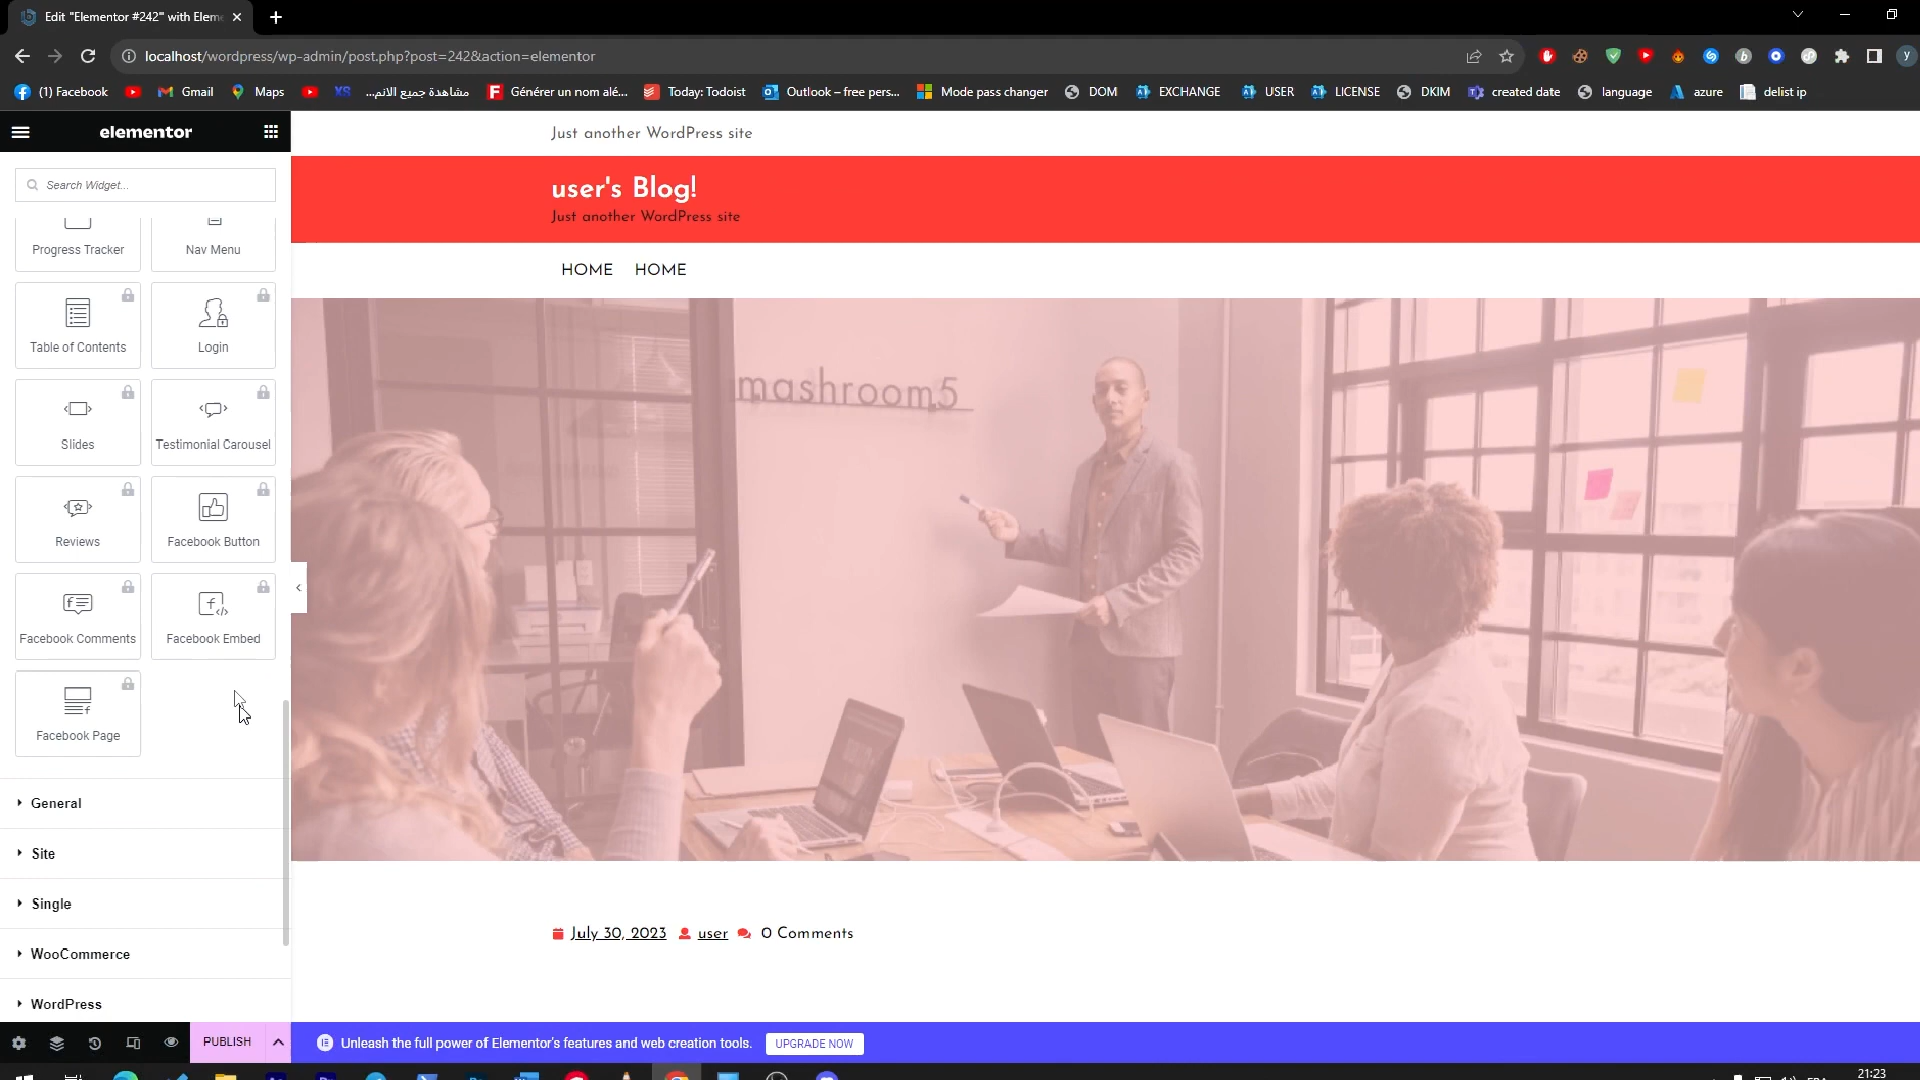 Edit "Elementor #242" with Elem
localhost/wordpress/wp-admin/post.php?post=242&action=elementor
y
(1) Facebook
Gmail
Maps
XS
مشاهدة جميع الانم...
Générer un nom alé...
Today: Todoist
Outlook – free pers...
Mode pass changer
DOM
EXCHANGE
USER
LICENSE
DKIM
created date
language
azure
delist ip
elementor
Search Widget...
Progress Tracker
Nav Menu
Table of Contents
Login
Slides
Testimonial Carousel
Reviews
Facebook Button
Facebook Comments
Facebook Embed
Facebook Page
General
Site
Single
WooCommerce
WordPress
PUBLISH
Just another WordPress site
user's Blog!
Just another WordPress site
HOME HOME
mashroom5
July 30, 2023 user 0 Comments
Unleash the full power of Elementor's features and web creation tools.
UPGRADE NOW
21:23